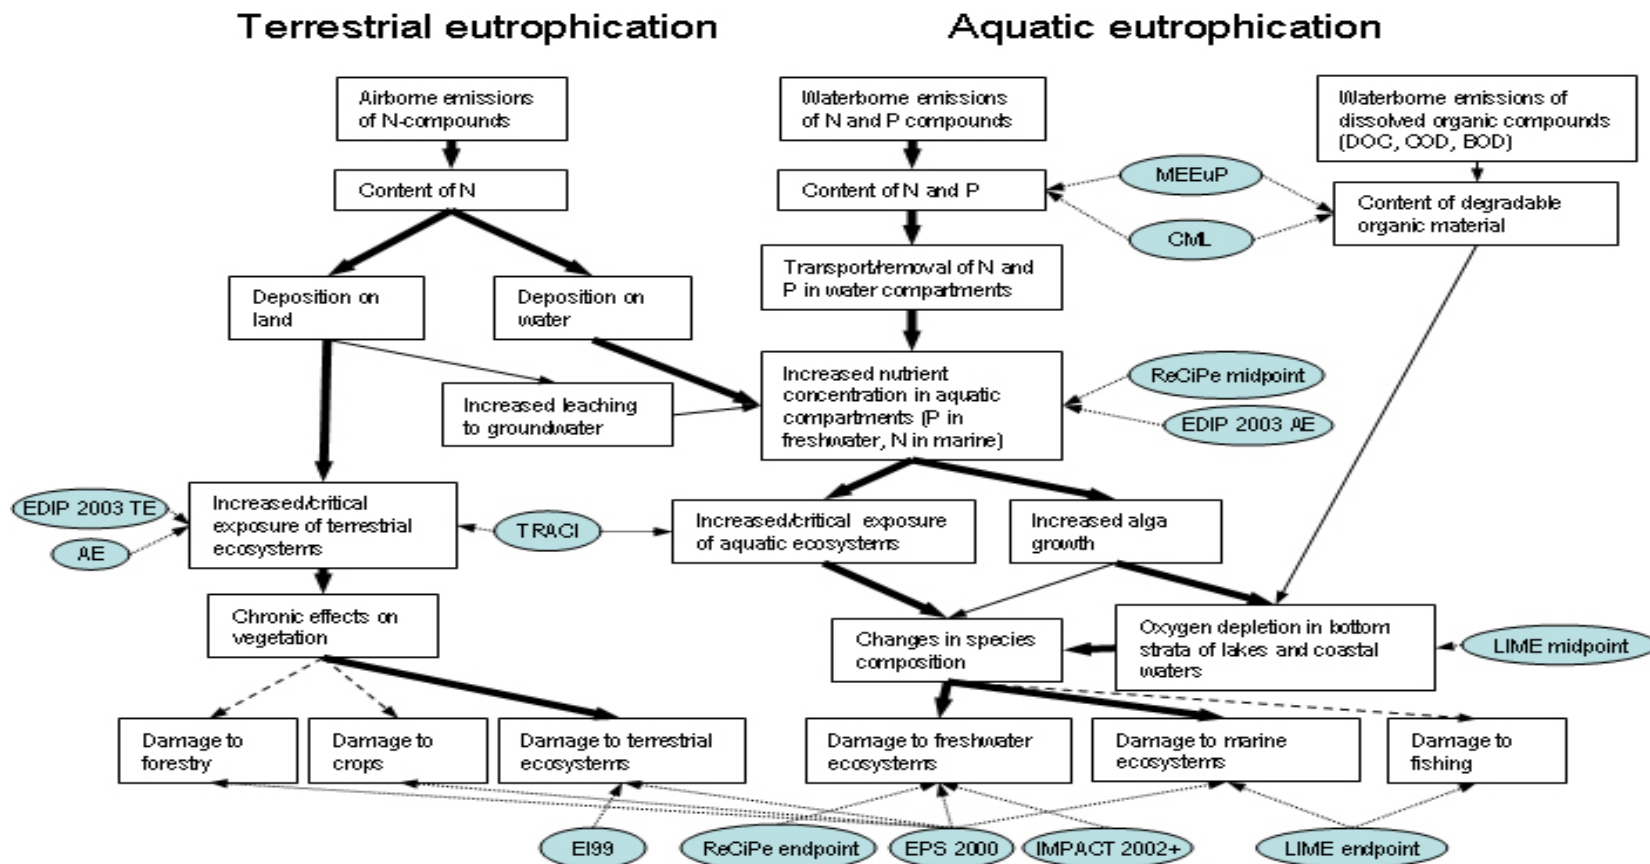 Terrestrial eutrophication
Aquatic eutrophication
Airborne emissions
of N-compounds
Waterborne emissions
of N and P compounds
Waterborne emissions of
dissolved organic compounds
(DOC, COD, BOD)
Content of N
Content of N and P
MEEuP
CML
Content of degradable
organic material
Transport/removal of N and
P in water compartments
Deposition on
land
Deposition on
water
Increased leaching
to groundwater
Increased nutrient
concentration in aquatic
compartments (P in
freshwater, N in marine)
ReCiPe midpoint
EDIP 2003 AE
EDIP 2003 TE
AE
Increased/critical
exposure of terrestrial
ecosystems
TRACI
Increased/critical exposure
of aquatic ecosystems
Increased alga
growth
Chronic effects on
vegetation
Changes in species
composition
Oxygen depletion in bottom
strata of lakes and coastal
waters
LIME midpoint
Damage to
forestry
Damage to
crops
Damage to terrestrial
ecosystems
Damage to freshwater
ecosystems
Damage to marine
ecosystems
Damage to
fishing
EI99
ReCiPe endpoint
EPS 2000
IMPACT 2002+
LIME endpoint